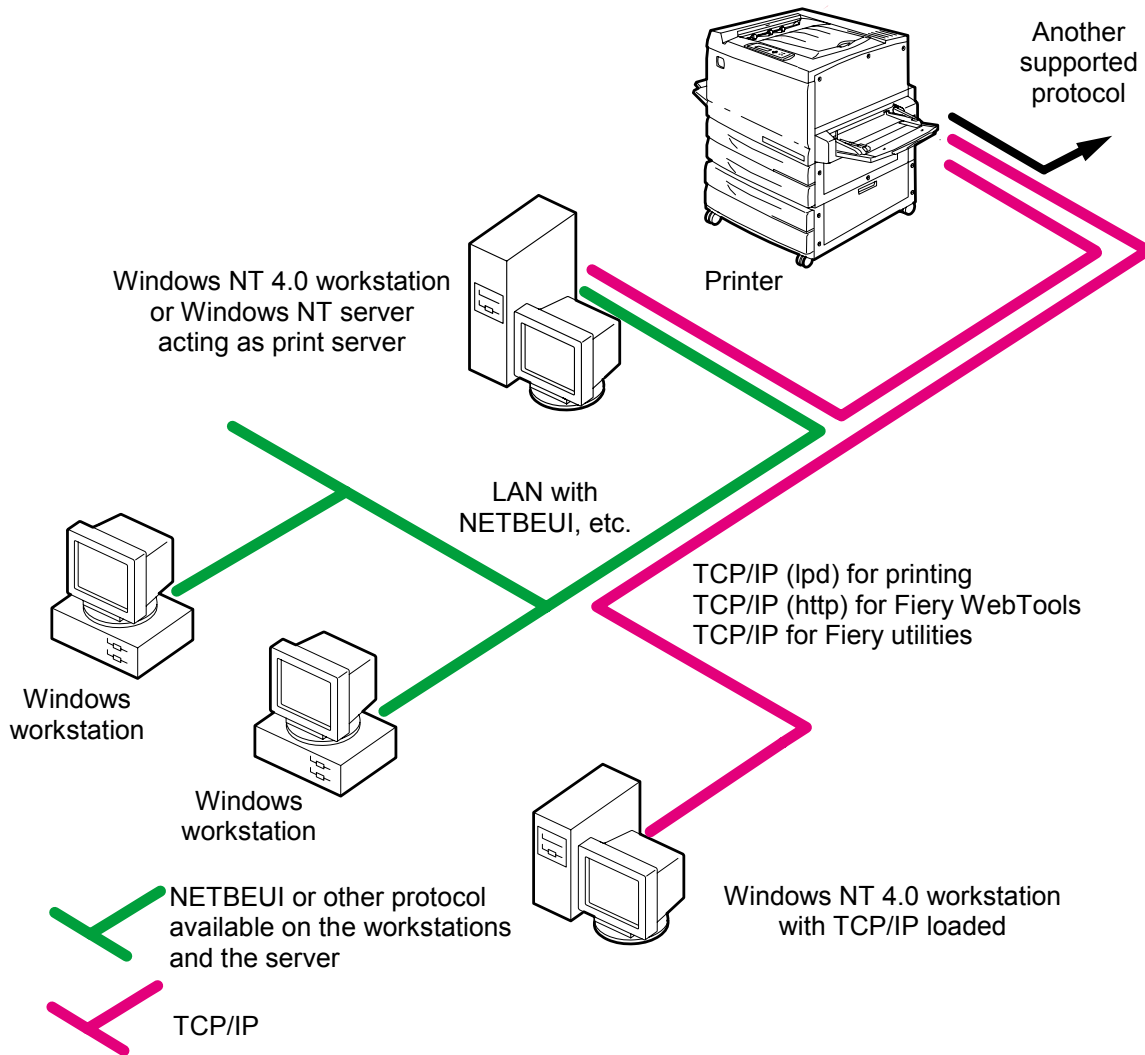 Another
supported
protocol
Printer
Windows NT 4.0 workstation
or Windows NT server
acting as print server
LAN with
NETBEUI, etc.
TCP/IP (lpd) for printing
TCP/IP (http) for Fiery WebTools
TCP/IP for Fiery utilities
Windows
workstation
Windows
workstation
Windows NT 4.0 workstation
with TCP/IP loaded
NETBEUI or other protocol
available on the workstations
and the server
TCP/IP